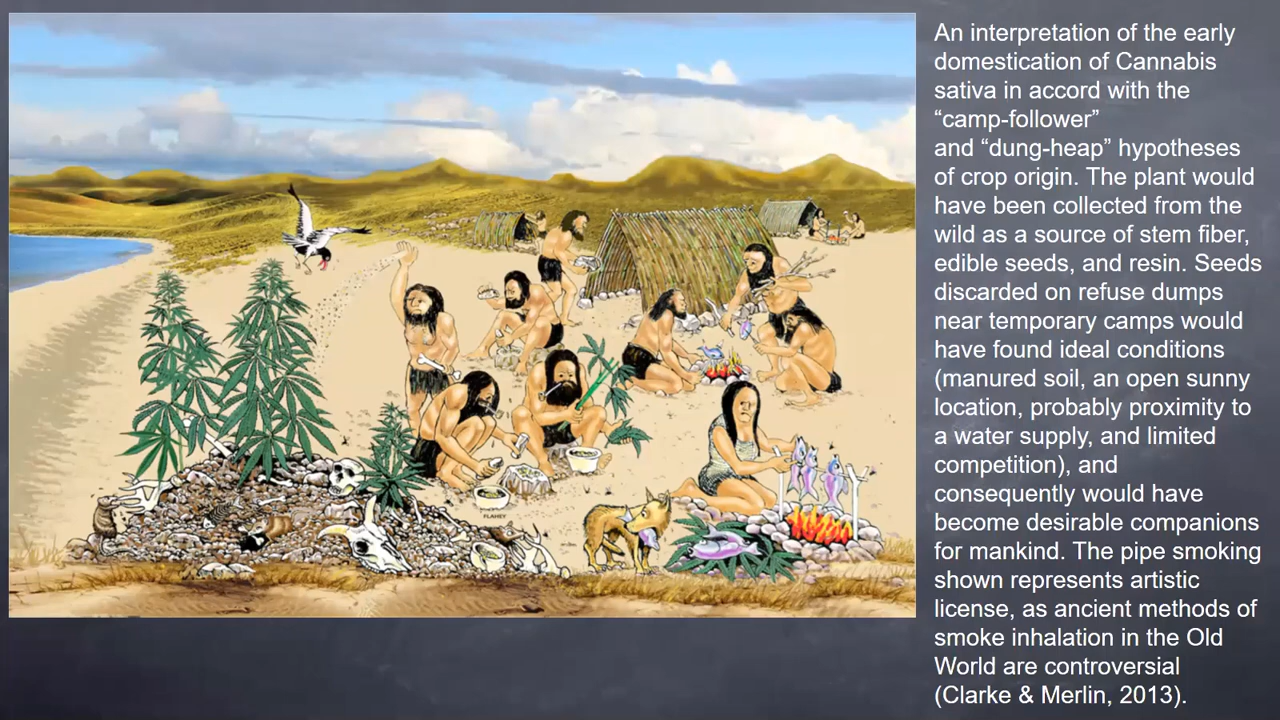 An interpretation of the early
domestication of Cannabis
sativa in accord with the
“camp-follower”
and “dung-heap” hypotheses
of crop origin. The plant would
have been collected from the
wild as a source of stem fiber,
edible seeds, and resin. Seeds
discarded on refuse dumps
near temporary camps would
have found ideal conditions
(manured soil, an open sunny
location, probably proximity to
a water supply, and limited
competition), and
consequently would have
become desirable companions
for mankind. The pipe smoking
shown represents artistic
license, as ancient methods of
smoke inhalation in the Old
World are controversial
(Clarke & Merlin, 2013).
FLAHEY